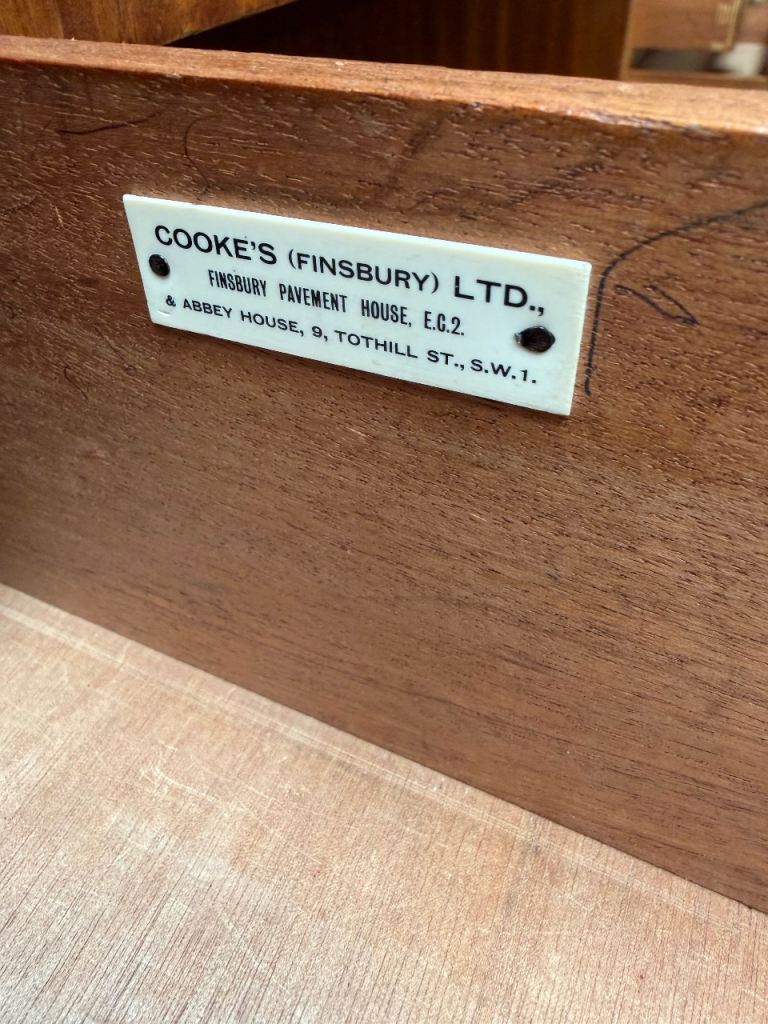 COOKE'S (FINSBURY) LTD.,
FINSBURY PAVEMENT HOUSE, E.C.2.
& ABBEY HOUSE, 9, TOTHILL ST., S.W.1.